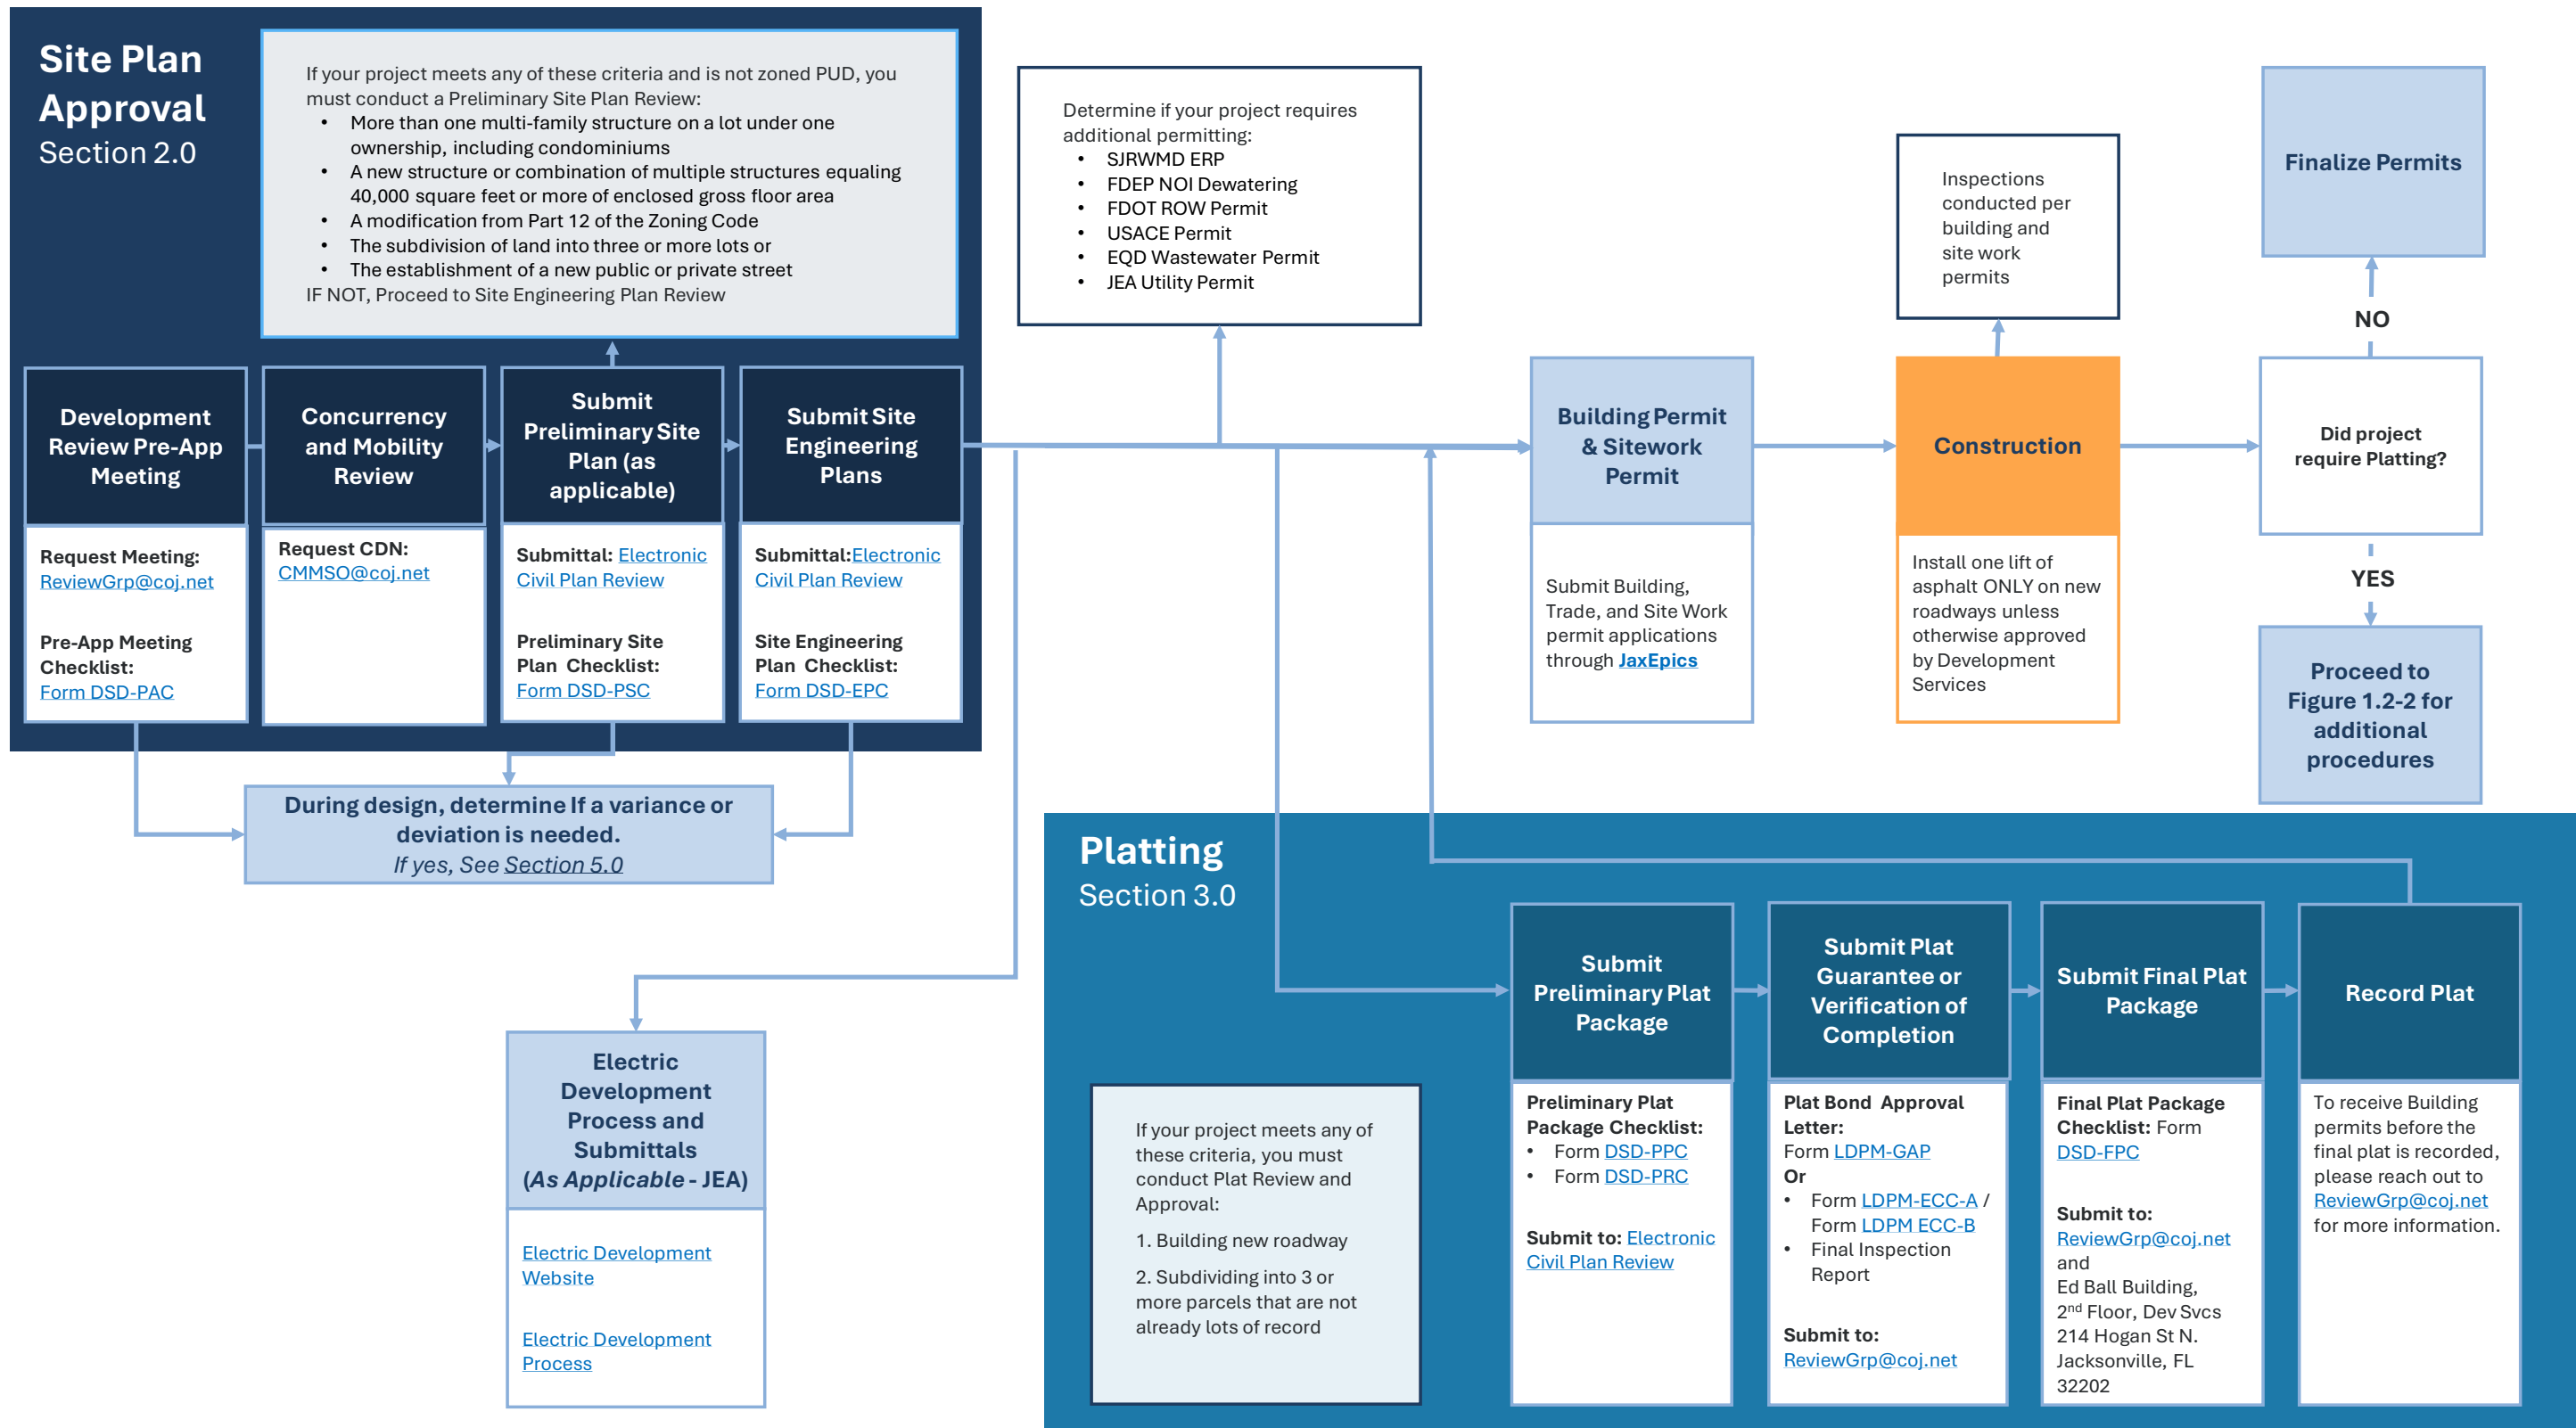 Site Plan
Approval
Section 2.0
If your project meets any of these criteria and is not zoned PUD, you
must conduct a Preliminary Site Plan Review:
• More than one multi-family structure on a lot under one
ownership, including condominiums
• A new structure or combination of multiple structures equaling
40,000 square feet or more of enclosed gross floor area
• A modification from Part 12 of the Zoning Code
• The subdivision of land into three or more lots or
• The establishment of a new public or private street
IF NOT, Proceed to Site Engineering Plan Review
Development
Review Pre-App
Meeting
Request Meeting:
ReviewGrp@coj.net
Pre-App Meeting
Checklist:
Form DSD-PAC
Concurrency
and Mobility
Review
Request CDN:
CMMSO@coj.net
Submit
Preliminary Site
Plan (as
applicable)
Submittal: Electronic
Civil Plan Review
Preliminary Site
Plan Checklist:
Form DSD-PSC
Submit Site
Engineering
Plans
Submittal:Electronic
Civil Plan Review
Site Engineering
Plan Checklist:
Form DSD-EPC
During design, determine If a variance or
deviation is needed.
If yes, See Section 5.0
Electric
Development
Process and
Submittals
(As Applicable - JEA)
Electric Development
Website
Electric Development
Process
Determine if your project requires
additional permitting:
• SJRWMD ERP
• FDEP NOI Dewatering
• FDOT ROW Permit
• USACE Permit
• EQD Wastewater Permit
• JEA Utility Permit
Building Permit
& Sitework
Permit
Submit Building,
Trade, and Site Work
permit applications
through JaxEpics
Inspections
conducted per
building and
site work
permits
Construction
Install one lift of
asphalt ONLY on new
roadways unless
otherwise approved
by Development
Services
Finalize Permits
NO
Did project
require Platting?
YES
Proceed to
Figure 1.2-2 for
additional
procedures
Platting
Section 3.0
If your project meets any of
these criteria, you must
conduct Plat Review and
Approval:
1. Building new roadway
2. Subdividing into 3 or
more parcels that are not
already lots of record
Submit
Preliminary Plat
Package
Preliminary Plat
Package Checklist:
• Form DSD-PPC
• Form DSD-PRC
Submit to: Electronic
Civil Plan Review
Submit Plat
Guarantee or
Verification of
Completion
Plat Bond Approval
Letter:
Form LDPM-GAP
Or
• Form LDPM-ECC-A /
Form LDPM ECC-B
• Final Inspection
Report
Submit to:
ReviewGrp@coj.net
Submit Final Plat
Package
Final Plat Package
Checklist: Form
DSD-FPC
Submit to:
ReviewGrp@coj.net
and
Ed Ball Building,
2nd Floor, Dev Svcs
214 Hogan St N.
Jacksonville, FL
32202
Record Plat
To receive Building
permits before the
final plat is recorded,
please reach out to
ReviewGrp@coj.net
for more information.